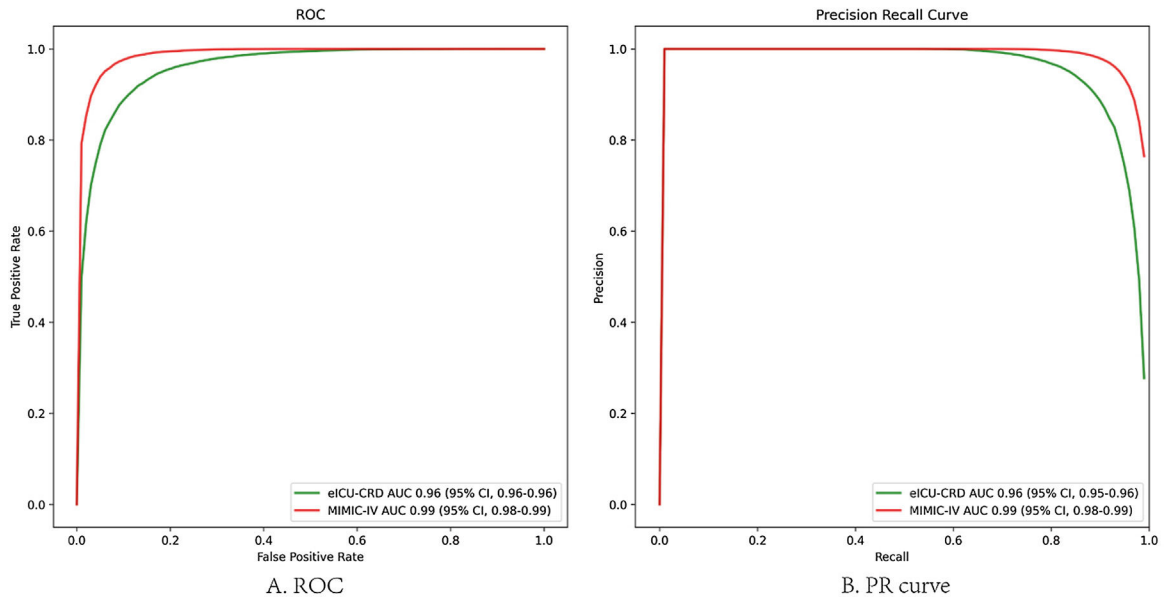 ROC
1.0
0.8
0.6
0.4
0.2
0.0
True Positive Rate
eICU-CRD AUC 0.96 (95% CI, 0.96-0.96)
MIMIC-IV AUC 0.99 (95% CI, 0.98-0.99)
0.0 0.2 0.4 0.6 0.8 1.0
False Positive Rate
A. ROC
Precision Recall Curve
1.0
0.8
0.6
0.4
0.2
0.0
Precision
eICU-CRD AUC 0.96 (95% CI, 0.95-0.96)
MIMIC-IV AUC 0.99 (95% CI, 0.98-0.99)
0.0 0.2 0.4 0.6 0.8 1.0
Recall
B. PR curve